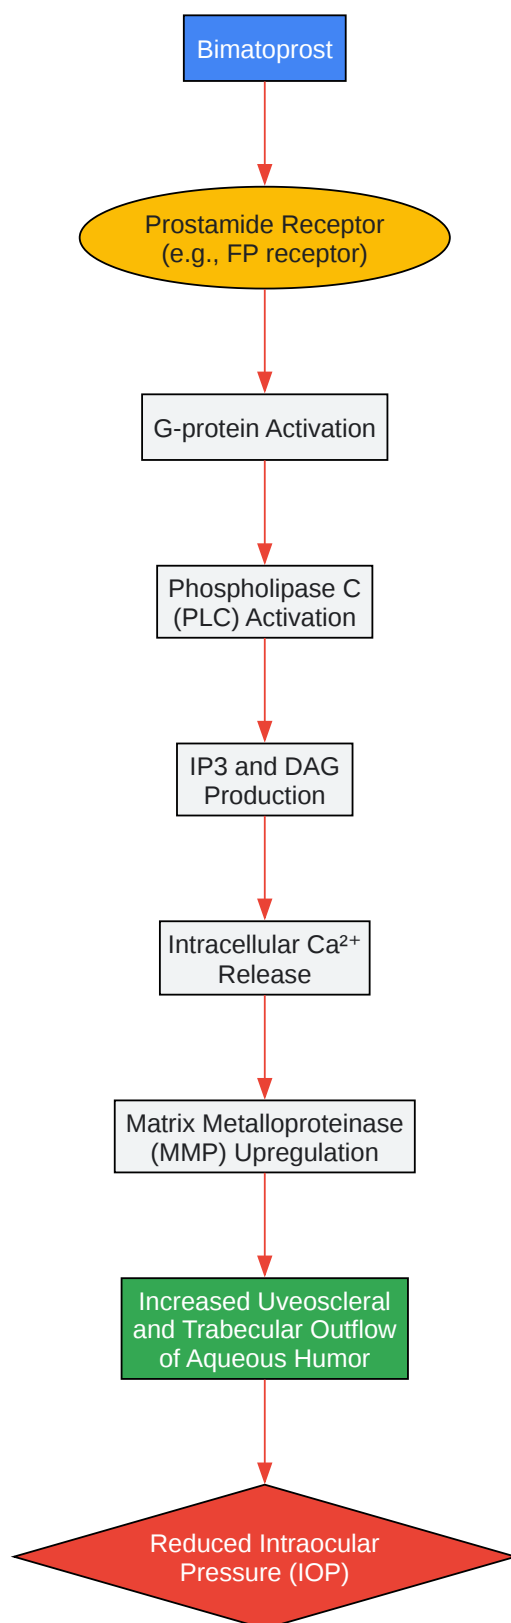 Bimatoprost
Prostamide Receptor
(e.g., FP receptor)
G-protein Activation
Phospholipase C
(PLC) Activation
IP3 and DAG
Production
Intracellular Ca²⁺
Release
Matrix Metalloproteinase
(MMP) Upregulation
Increased Uveoscleral
and Trabecular Outflow
of Aqueous Humor
Reduced Intraocular
Pressure (IOP)